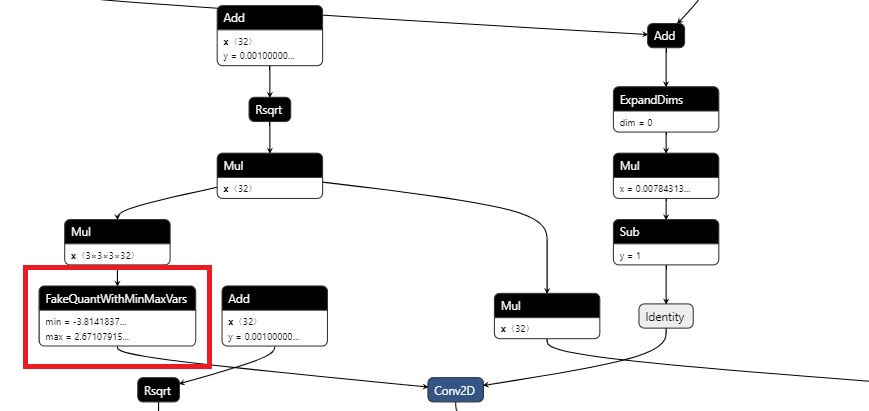 Add
x 〈32〉
y = 0.00100000...
Add
Rsqrt
ExpandDims
dim = 0
Mul
x 〈32〉
Mul
x = 0.00784313...
Mul
x 〈3×3×3×32〉
Sub
y = 1
FakeQuantWithMinMaxVars
min = -3.8141837...
max = 2.67107915...
Add
x 〈32〉
y = 0.00100000...
Mul
x 〈32〉
Identity
Rsqrt
Conv2D